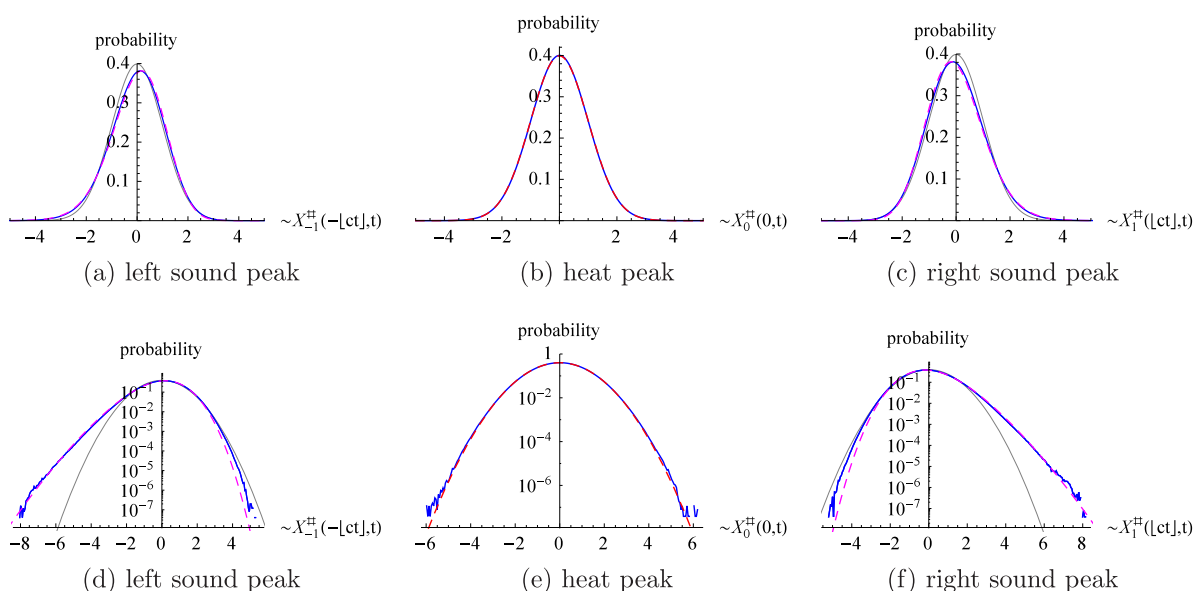 probability
0.4
0.3
0.2
0.1
−4 −2 0 2 4
~X♯−1(−⌊ct⌋,t)
(a) left sound peak
probability
0.4
0.3
0.2
0.1
−4 −2 0 2 4
~X♯0(0,t)
(b) heat peak
probability
0.4
0.3
0.2
0.1
−4 −2 0 2 4
~X♯1(⌊ct⌋,t)
(c) right sound peak
probability
10−1
10−2
10−3
10−4
10−5
10−6
10−7
−8 −6 −4 −2 0 2 4
~X♯−1(−⌊ct⌋,t)
(d) left sound peak
probability
1
10−2
10−4
10−6
−6 −4 −2 0 2 4 6
~X♯0(0,t)
(e) heat peak
probability
10−1
10−2
10−3
10−4
10−5
10−6
10−7
−4 −2 0 2 4 6 8
~X♯1(⌊ct⌋,t)
(f) right sound peak